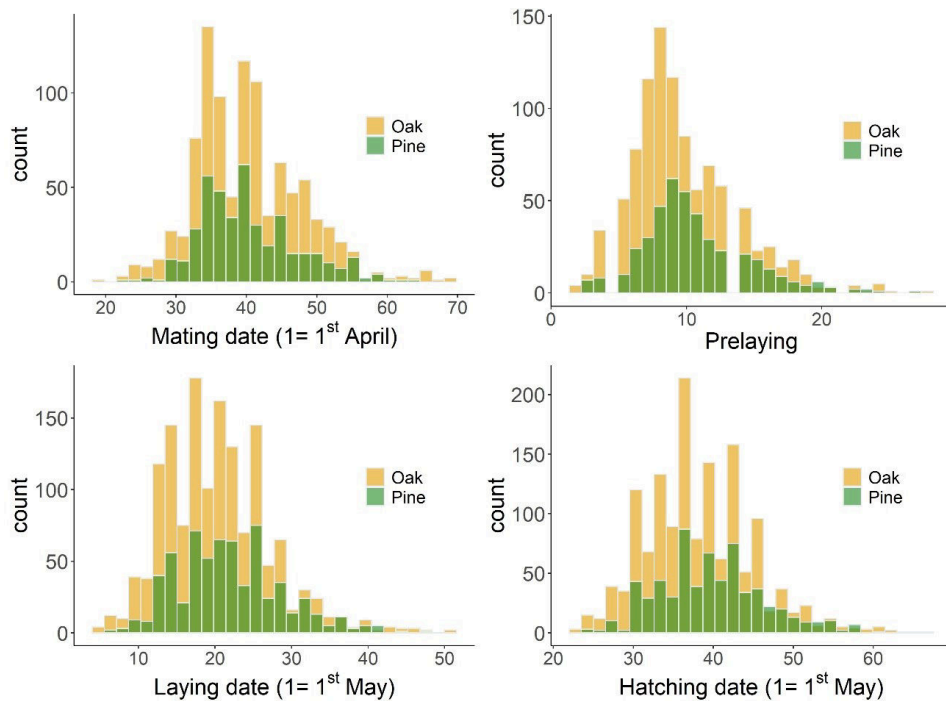 count
100
50
0
20
30
40
50
60
70
Mating date (1= 1st April)
Oak
Pine
count
150
100
50
0
0
10
20
Prelaying
Oak
Pine
count
150
100
50
0
10
20
30
40
50
Laying date (1= 1st May)
Oak
Pine
count
200
150
100
50
0
20
30
40
50
60
Hatching date (1= 1st May)
Oak
Pine